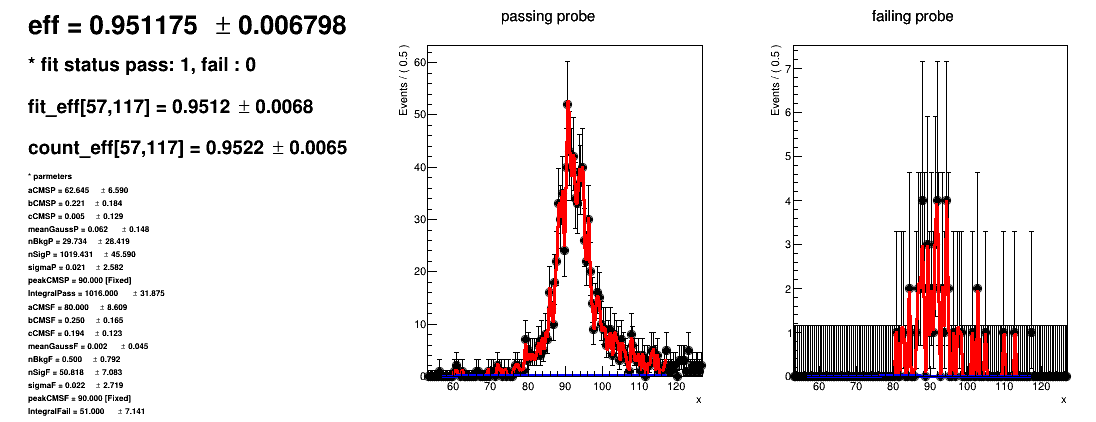 eff = 0.951175 ± 0.006798
* fit status pass: 1, fail : 0
fit_eff[57,117] = 0.9512 ± 0.0068
count_eff[57,117] = 0.9522 ± 0.0065
* parmeters
aCMSP = 62.645 ± 6.590
bCMSP = 0.221 ± 0.184
cCMSP = 0.005 ± 0.129
meanGaussP = 0.062 ± 0.148
nBkgP = 29.734 ± 28.419
nSigP = 1019.431 ± 45.590
sigmaP = 0.021 ± 2.582
peakCMSP = 90.000 [Fixed]
IntegralPass = 1016.000 ± 31.875
aCMSF = 80.000 ± 8.609
bCMSF = 0.250 ± 0.165
cCMSF = 0.194 ± 0.123
meanGaussF = 0.002 ± 0.045
nBkgF = 0.500 ± 0.792
nSigF = 50.818 ± 7.083
sigmaF = 0.022 ± 2.719
peakCMSF = 90.000 [Fixed]
IntegralFail = 51.000 ± 7.141
passing probe
Events / ( 0.5 )
60
50
40
30
20
10
0
60 70 80 90 100 110 120
x
failing probe
Events / ( 0.5 )
7
6
5
4
3
2
1
0
60 70 80 90 100 110 120
x